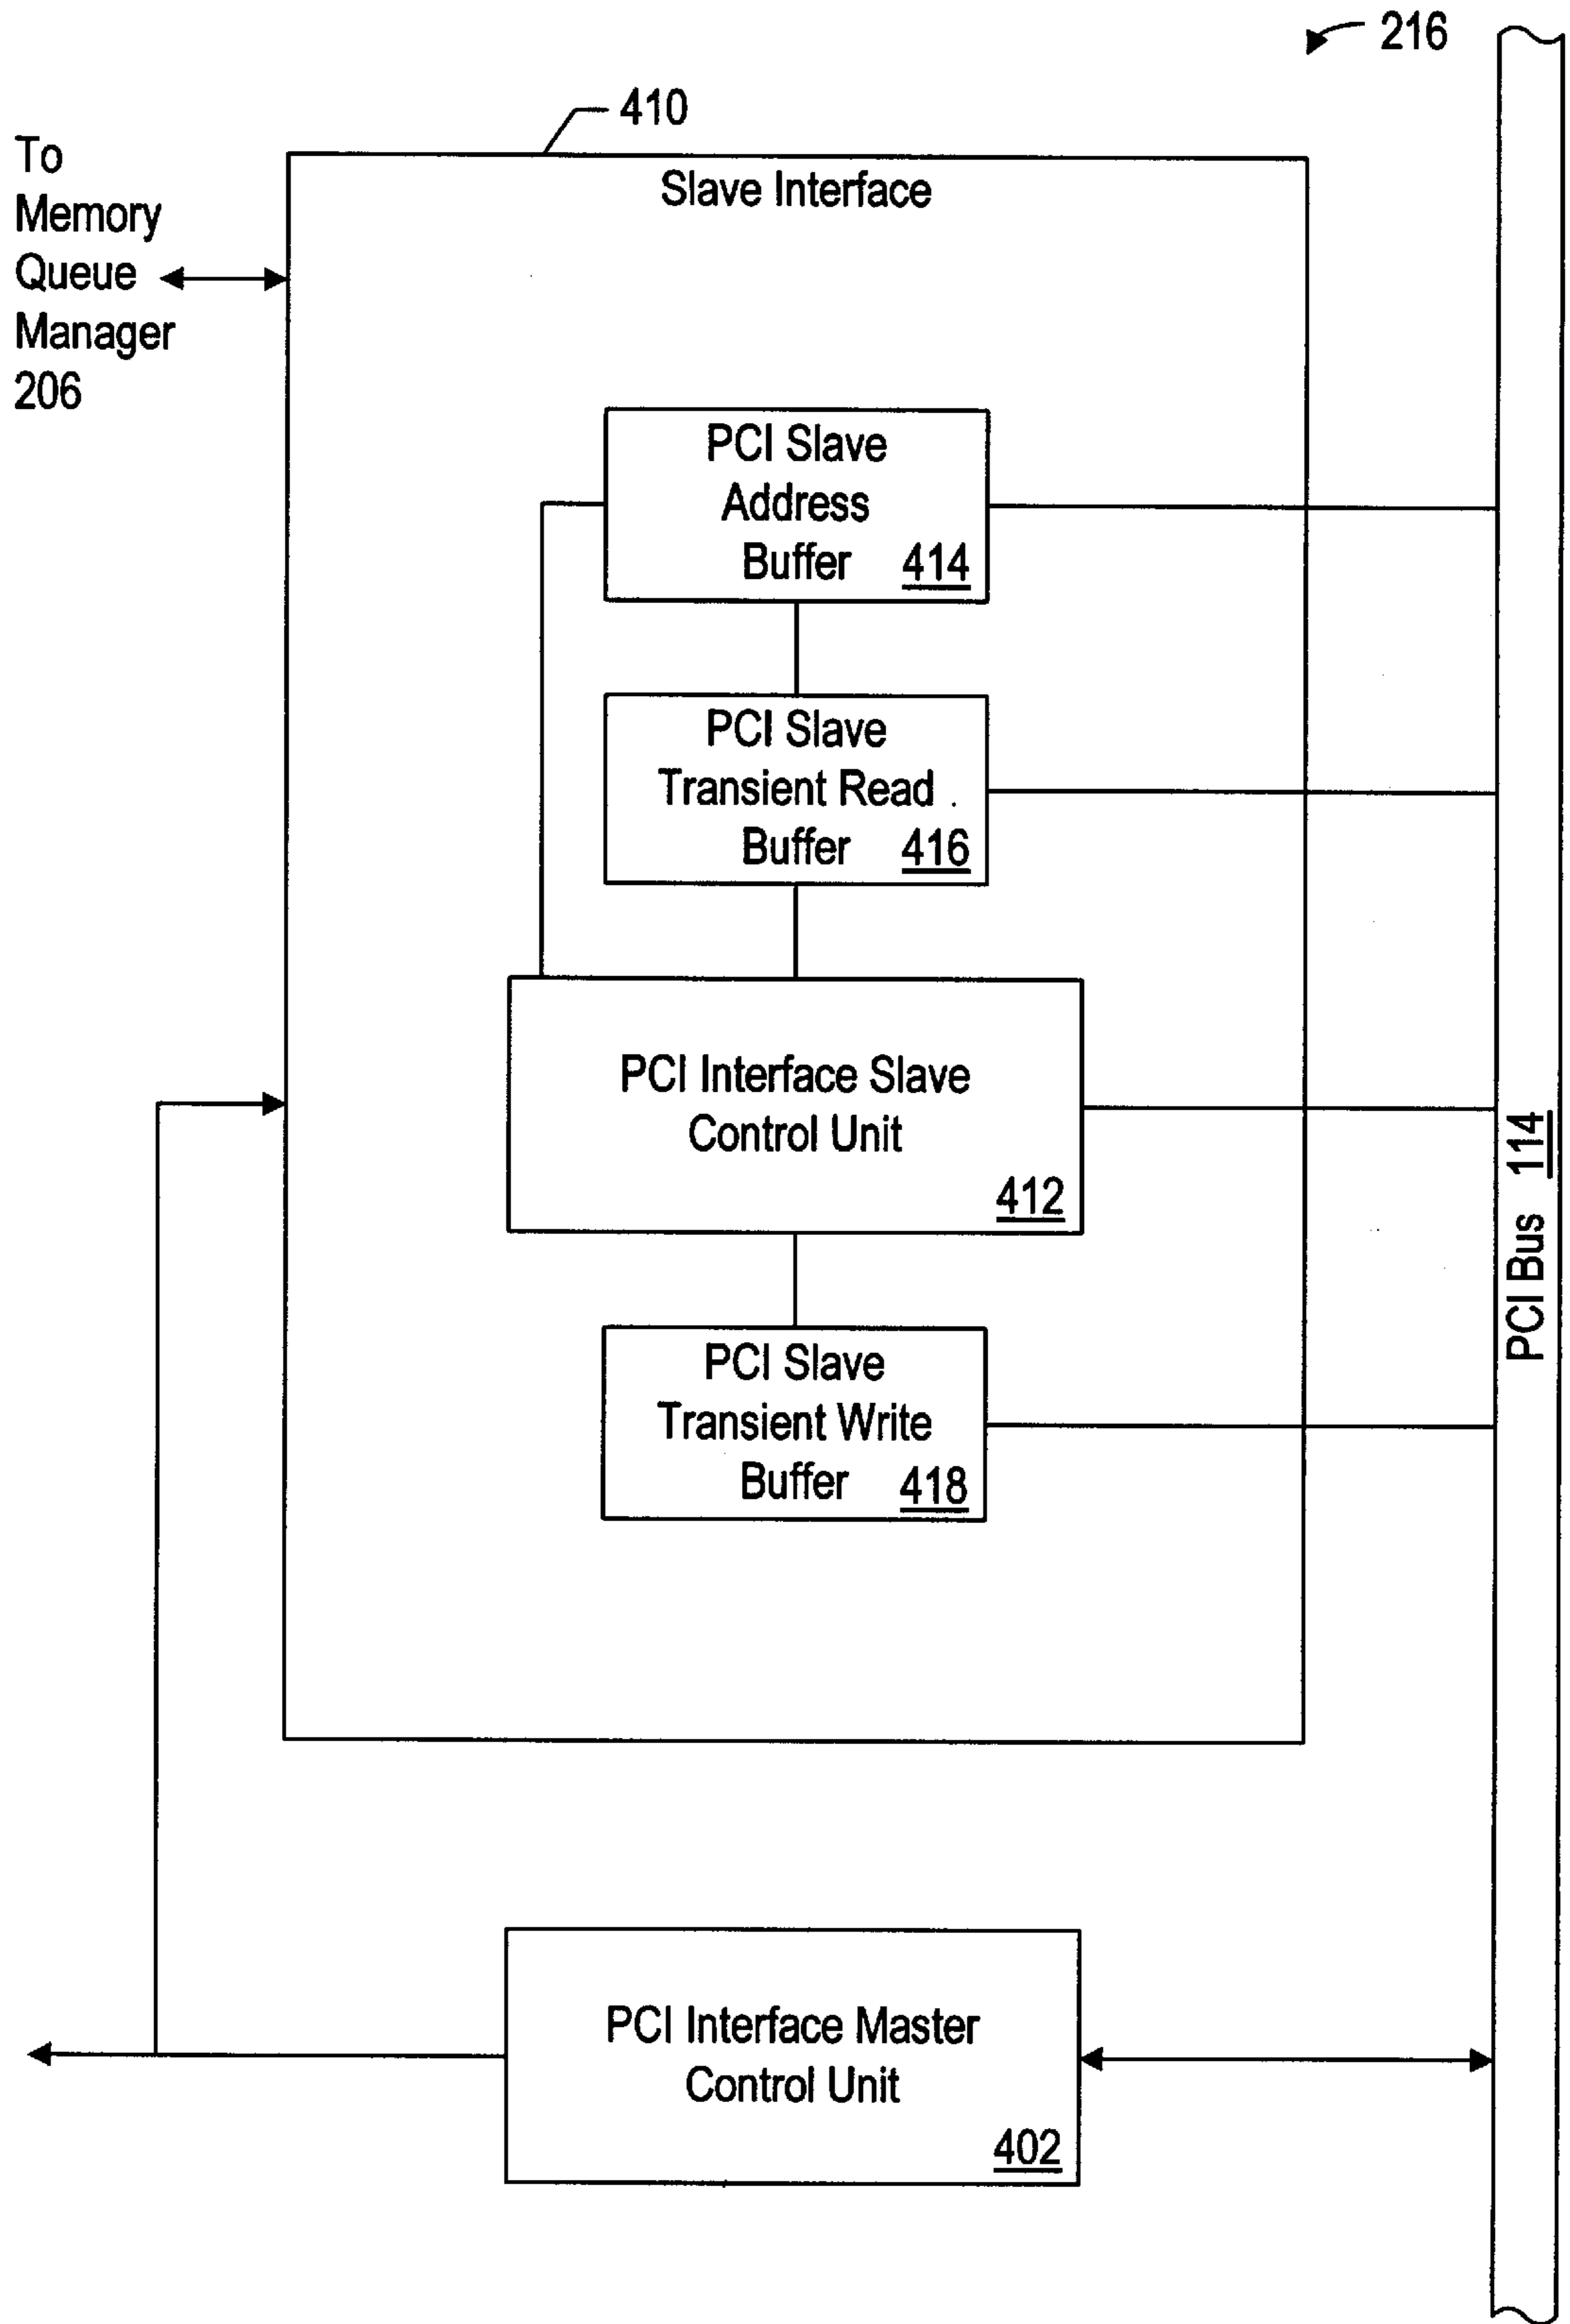 216
410
To
Memory
Queue
Manager
206
Slave Interface
PCI Slave
Address
Buffer 414
PCI Slave
Transient Read
Buffer 416
PCI Interface Slave
Control Unit
412
PCI Slave
Transient Write
Buffer 418
PCI Bus 114
PCI Interface Master
Control Unit
402